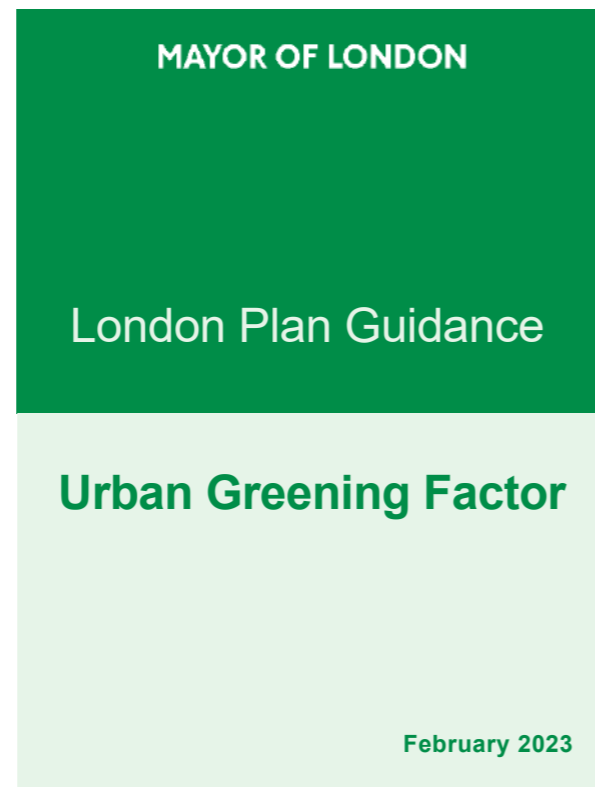 MAYOR OF LONDON
London Plan Guidance
Urban Greening Factor
February 2023